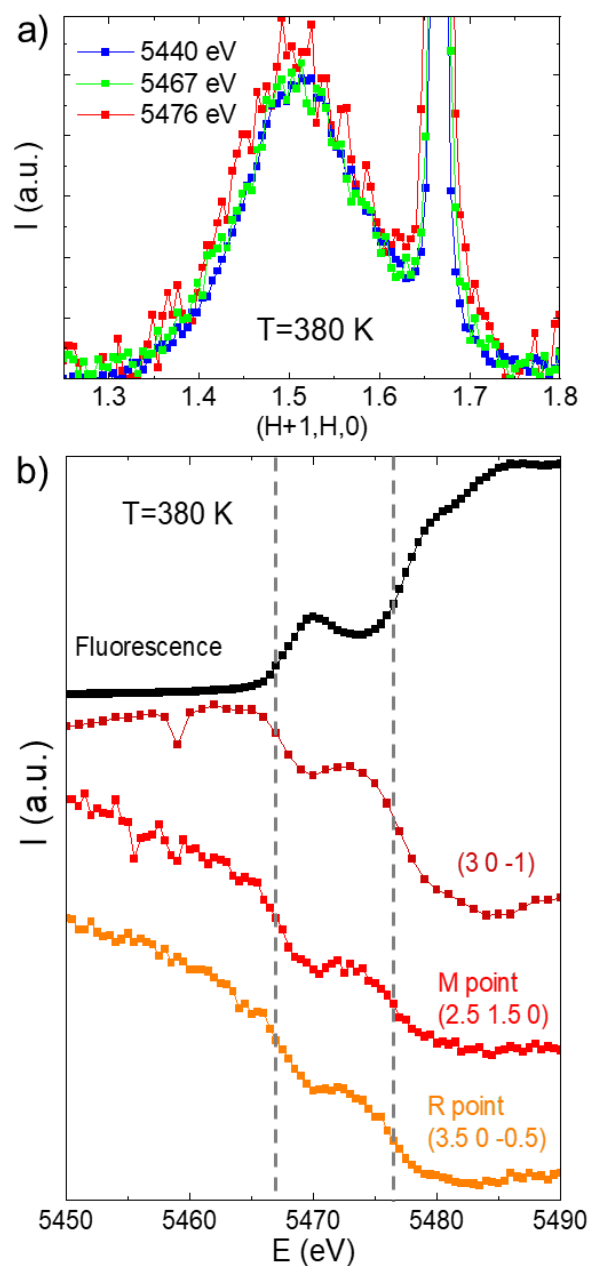 a)
5440 eV
5467 eV
5476 eV
I (a.u.)
T=380 K
1.3 1.4 1.5 1.6 1.7 1.8
(H+1,H,0)
b)
T=380 K
Fluorescence
I (a.u.)
(3 0 -1)
M point
(2.5 1.5 0)
R point
(3.5 0 -0.5)
5450 5460 5470 5480 5490
E (eV)